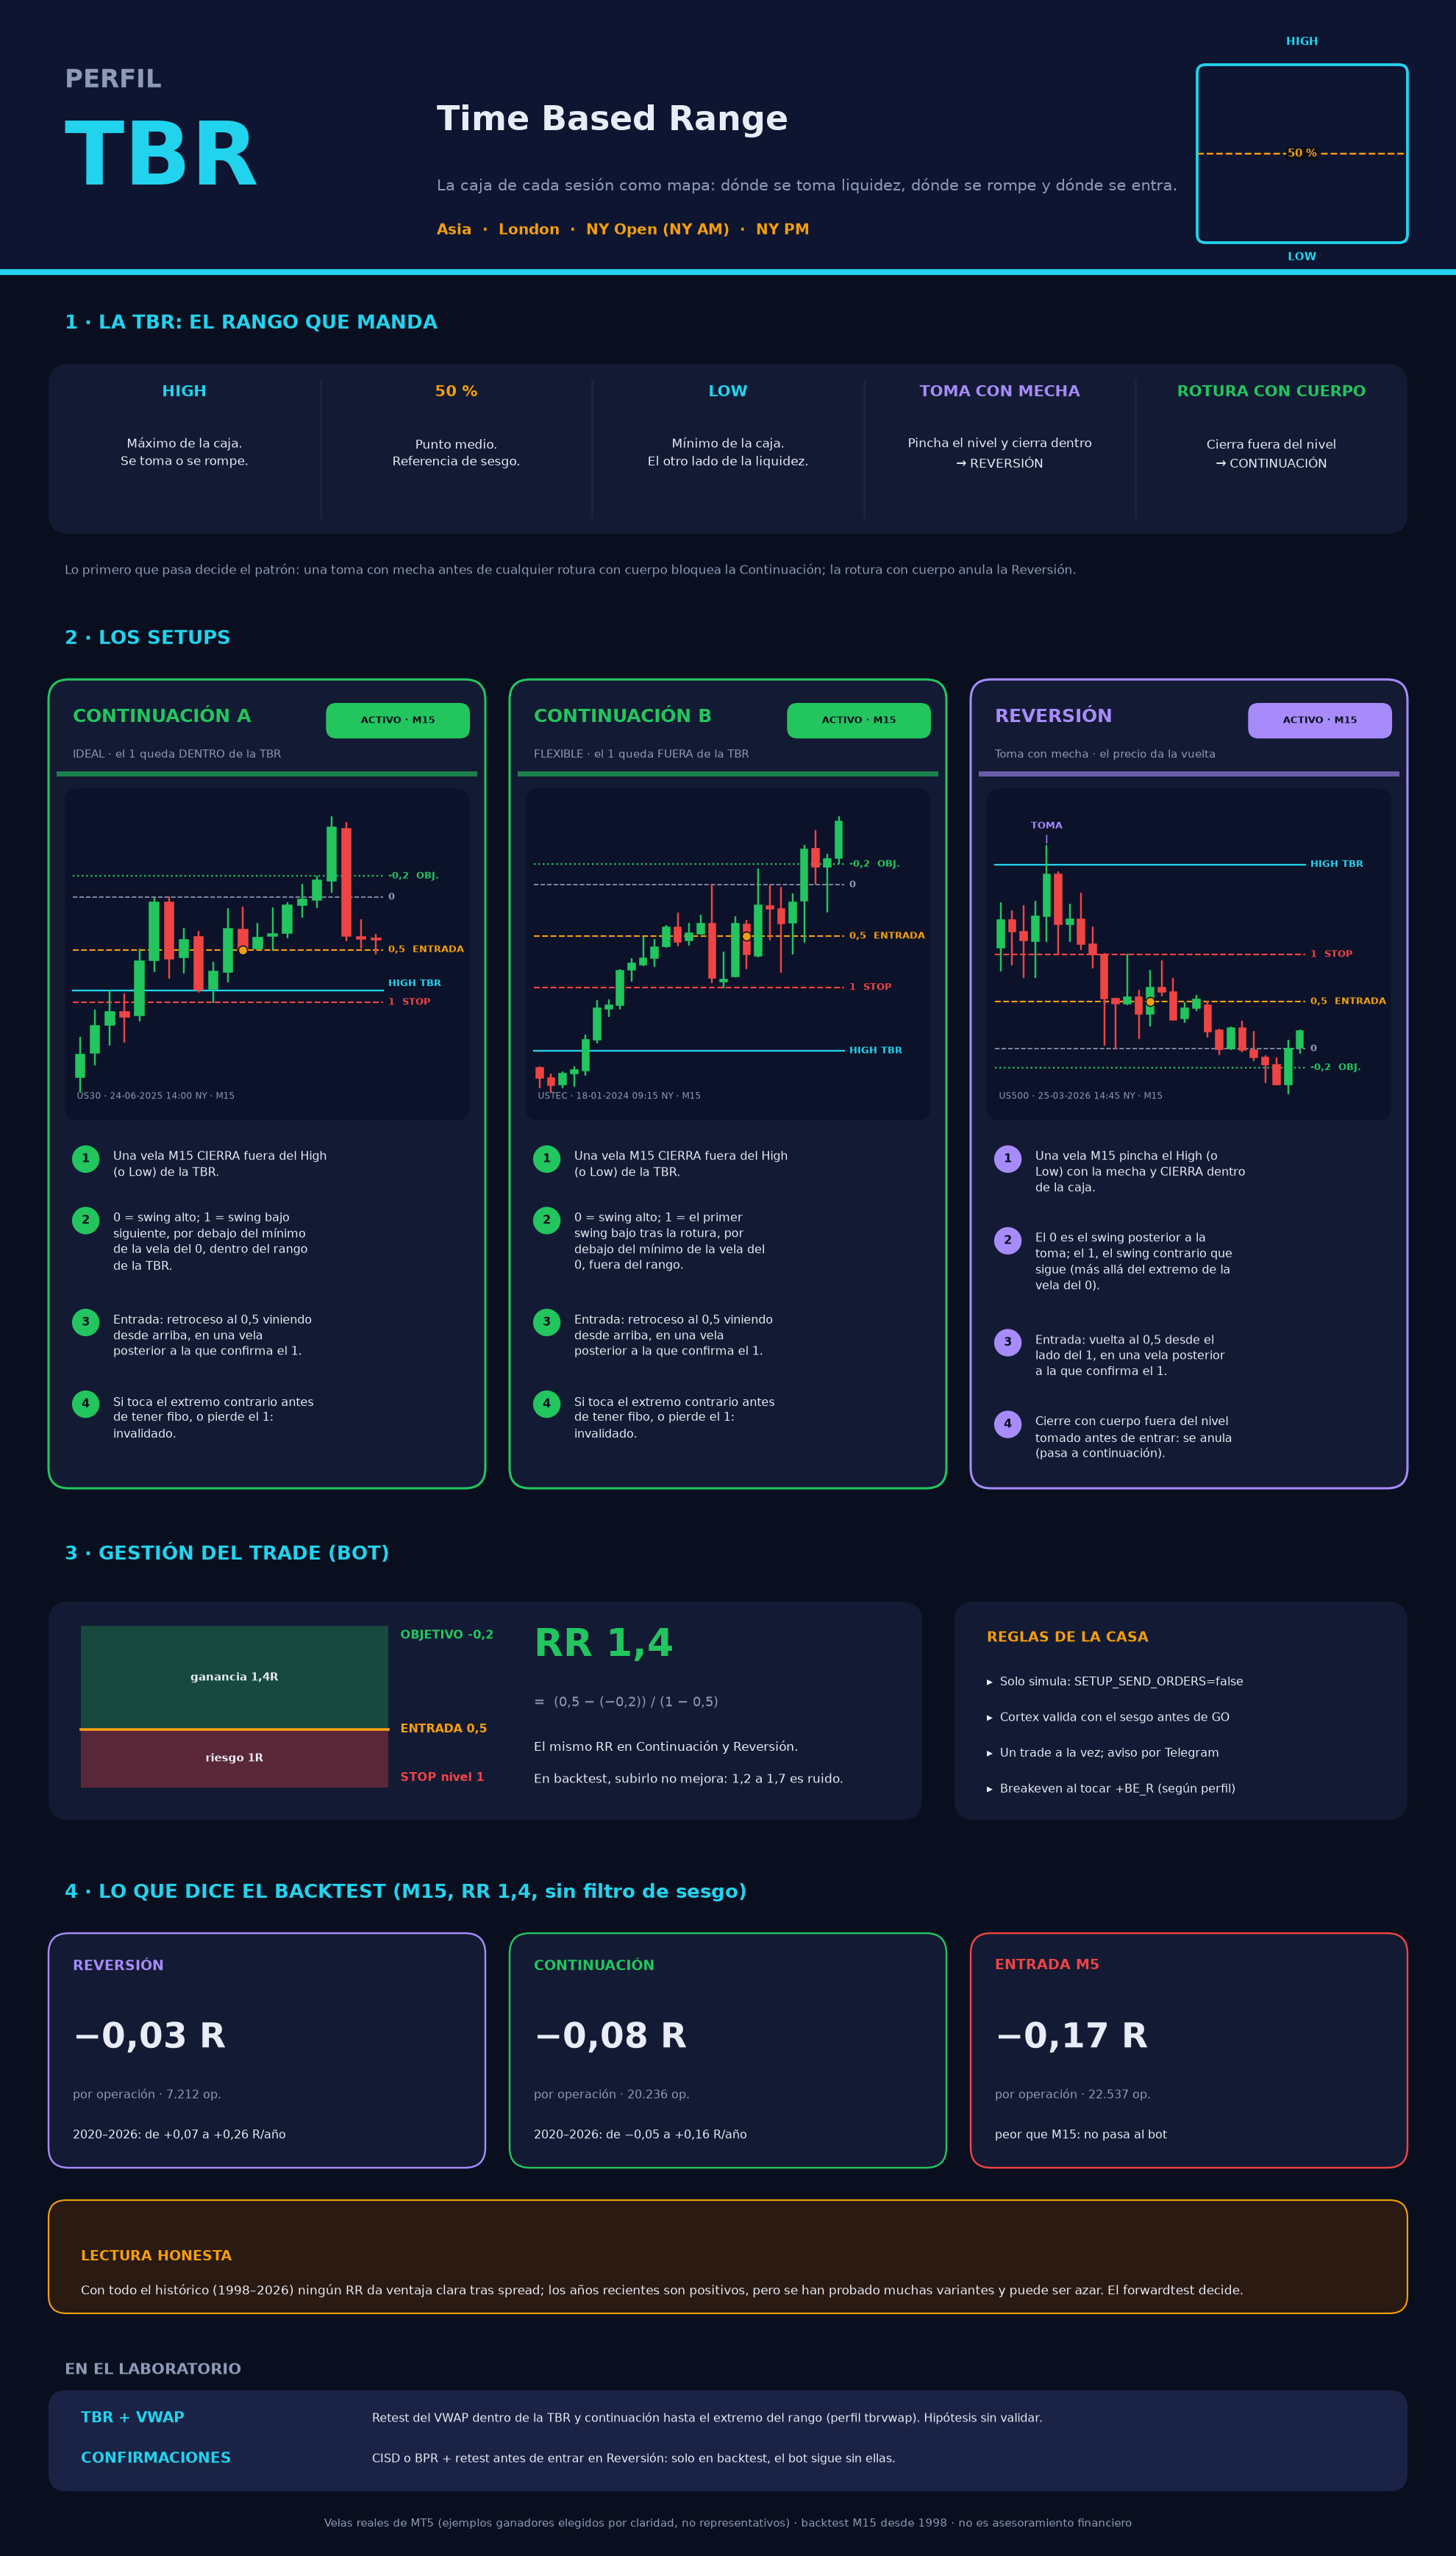 PERFIL
TBR
Time Based Range
La caja de cada sesión como mapa: dónde se toma liquidez, dónde se rompe y dónde se entra.
Asia · London · NY Open (NY AM) · NY PM
HIGH
50 %
LOW
1 · LA TBR: EL RANGO QUE MANDA
HIGH
Máximo de la caja.
Se toma o se rompe.
50 %
Punto medio.
Referencia de sesgo.
LOW
Mínimo de la caja.
El otro lado de la liquidez.
TOMA CON MECHA
Pincha el nivel y cierra dentro
→ REVERSIÓN
ROTURA CON CUERPO
Cierra fuera del nivel
→ CONTINUACIÓN
Lo primero que pasa decide el patrón: una toma con mecha antes de cualquier rotura con cuerpo bloquea la Continuación; la rotura con cuerpo anula la Reversión.
2 · LOS SETUPS
CONTINUACIÓN A
ACTIVO · M15
IDEAL · el 1 queda DENTRO de la TBR
-0,2 OBJ.
0
0,5 ENTRADA
HIGH TBR
1 STOP
US30 · 24-06-2025 14:00 NY · M15
1
Una vela M15 CIERRA fuera del High
(o Low) de la TBR.
2
0 = swing alto; 1 = swing bajo
siguiente, por debajo del mínimo
de la vela del 0, dentro del rango
de la TBR.
3
Entrada: retroceso al 0,5 viniendo
desde arriba, en una vela
posterior a la que confirma el 1.
4
Si toca el extremo contrario antes
de tener fibo, o pierde el 1:
invalidado.
CONTINUACIÓN B
ACTIVO · M15
FLEXIBLE · el 1 queda FUERA de la TBR
-0,2 OBJ.
0
0,5 ENTRADA
1 STOP
HIGH TBR
USTEC · 18-01-2024 09:15 NY · M15
1
Una vela M15 CIERRA fuera del High
(o Low) de la TBR.
2
0 = swing alto; 1 = el primer
swing bajo tras la rotura, por
debajo del mínimo de la vela del
0, fuera del rango.
3
Entrada: retroceso al 0,5 viniendo
desde arriba, en una vela
posterior a la que confirma el 1.
4
Si toca el extremo contrario antes
de tener fibo, o pierde el 1:
invalidado.
REVERSIÓN
ACTIVO · M15
Toma con mecha · el precio da la vuelta
TOMA
HIGH TBR
1 STOP
0,5 ENTRADA
0
-0,2 OBJ.
US500 · 25-03-2026 14:45 NY · M15
1
Una vela M15 pincha el High (o
Low) con la mecha y CIERRA dentro
de la caja.
2
El 0 es el swing posterior a la
toma; el 1, el swing contrario que
sigue (más allá del extremo de la
vela del 0).
3
Entrada: vuelta al 0,5 desde el
lado del 1, en una vela posterior
a la que confirma el 1.
4
Cierre con cuerpo fuera del nivel
tomado antes de entrar: se anula
(pasa a continuación).
3 · GESTIÓN DEL TRADE (BOT)
ganancia 1,4R
riesgo 1R
OBJETIVO -0,2
ENTRADA 0,5
STOP nivel 1
RR 1,4
= (0,5 − (−0,2)) / (1 − 0,5)
El mismo RR en Continuación y Reversión.
En backtest, subirlo no mejora: 1,2 a 1,7 es ruido.
REGLAS DE LA CASA
▸ Solo simula: SETUP_SEND_ORDERS=false
▸ Cortex valida con el sesgo antes de GO
▸ Un trade a la vez; aviso por Telegram
▸ Breakeven al tocar +BE_R (según perfil)
4 · LO QUE DICE EL BACKTEST (M15, RR 1,4, sin filtro de sesgo)
REVERSIÓN
−0,03 R
por operación · 7.212 op.
2020–2026: de +0,07 a +0,26 R/año
CONTINUACIÓN
−0,08 R
por operación · 20.236 op.
2020–2026: de −0,05 a +0,16 R/año
ENTRADA M5
−0,17 R
por operación · 22.537 op.
peor que M15: no pasa al bot
LECTURA HONESTA
Con todo el histórico (1998–2026) ningún RR da ventaja clara tras spread; los años recientes son positivos, pero se han probado muchas variantes y puede ser azar. El forwardtest decide.
EN EL LABORATORIO
TBR + VWAP
Retest del VWAP dentro de la TBR y continuación hasta el extremo del rango (perfil tbrvwap). Hipótesis sin validar.
CONFIRMACIONES
CISD o BPR + retest antes de entrar en Reversión: solo en backtest, el bot sigue sin ellas.
Velas reales de MT5 (ejemplos ganadores elegidos por claridad, no representativos) · backtest M15 desde 1998 · no es asesoramiento financiero